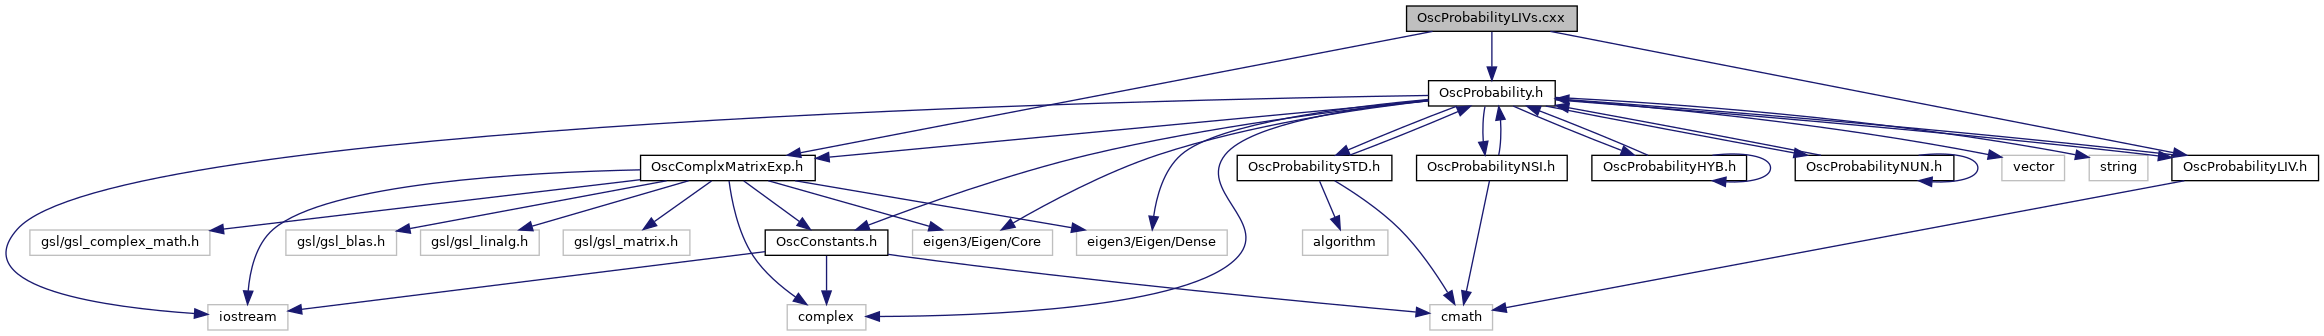 OscProbabilityLIVs.cxx
OscProbability.h
OscComplxMatrixExp.h
OscProbabilitySTD.h
OscProbabilityNSI.h
OscProbabilityHYB.h
OscProbabilityNUN.h
vector
string
OscProbabilityLIV.h
gsl/gsl_complex_math.h
gsl/gsl_blas.h
gsl/gsl_linalg.h
gsl/gsl_matrix.h
OscConstants.h
eigen3/Eigen/Core
eigen3/Eigen/Dense
algorithm
iostream
complex
cmath